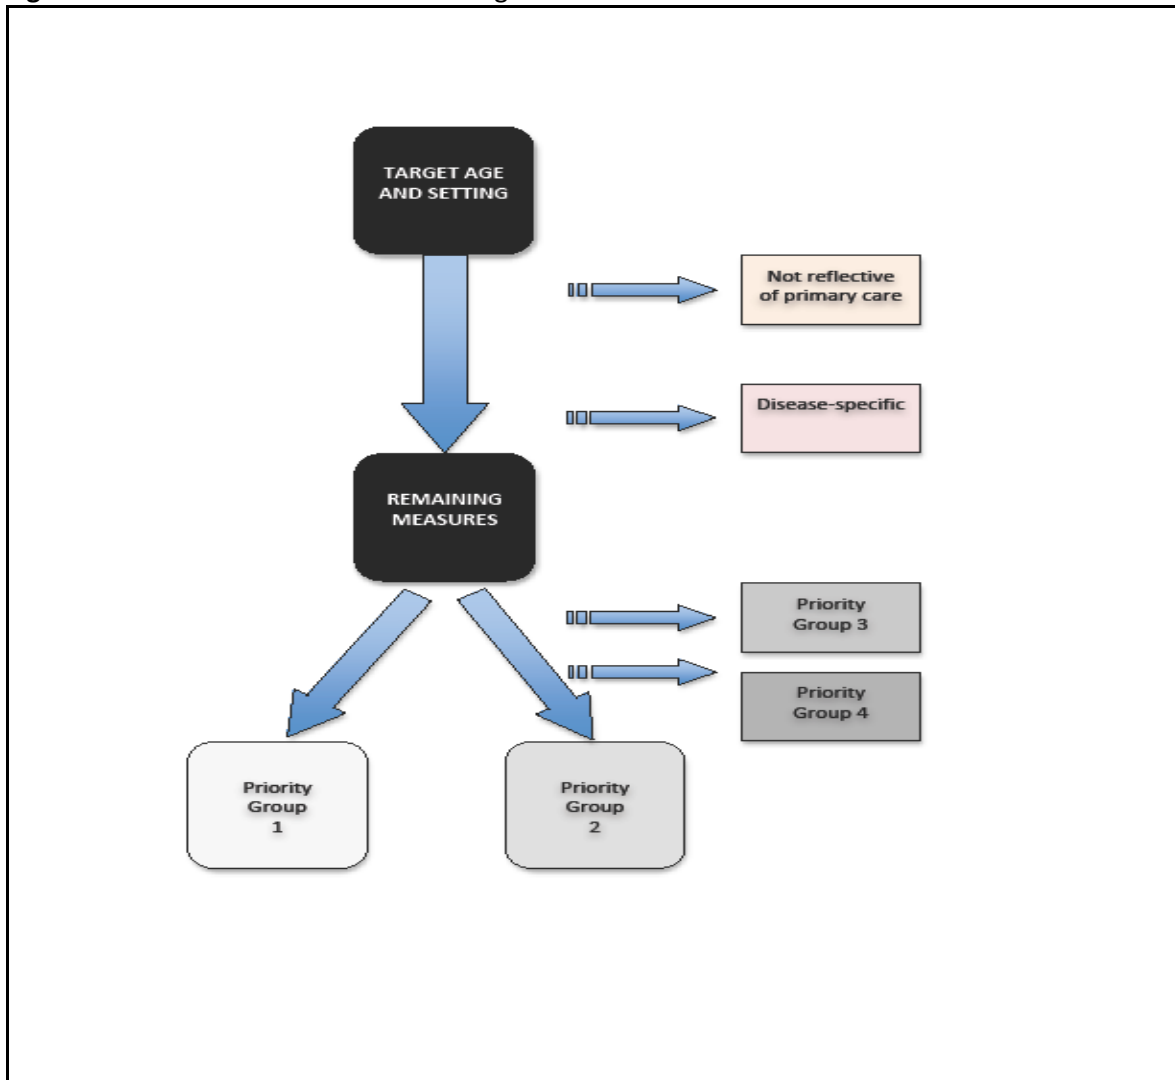 TARGET AGE
AND SETTING
Not reflective
of primary care
Disease-specific
REMAINING
MEASURES
Priority
Group 3
Priority
Group 4
Priority
Group
1
Priority
Group
2